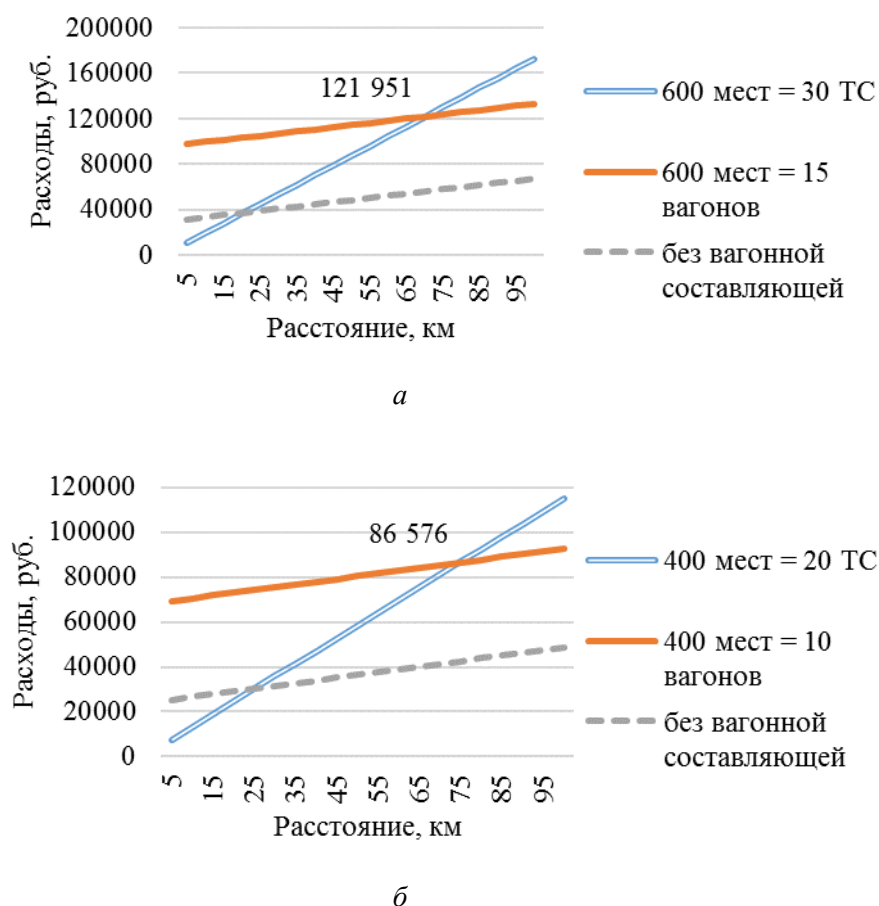 200000
160000
120000
80000
40000
0
Расходы, руб.
121 951
5
15
25
35
45
55
65
75
85
95
Расстояние, км
600 мест = 30 ТС
600 мест = 15
вагонов
без вагонной
составляющей
а
120000
100000
80000
60000
40000
20000
0
Расходы, руб.
86 576
5
15
25
35
45
55
65
75
85
95
Расстояние, км
400 мест = 20 ТС
400 мест = 10
вагонов
без вагонной
составляющей
б